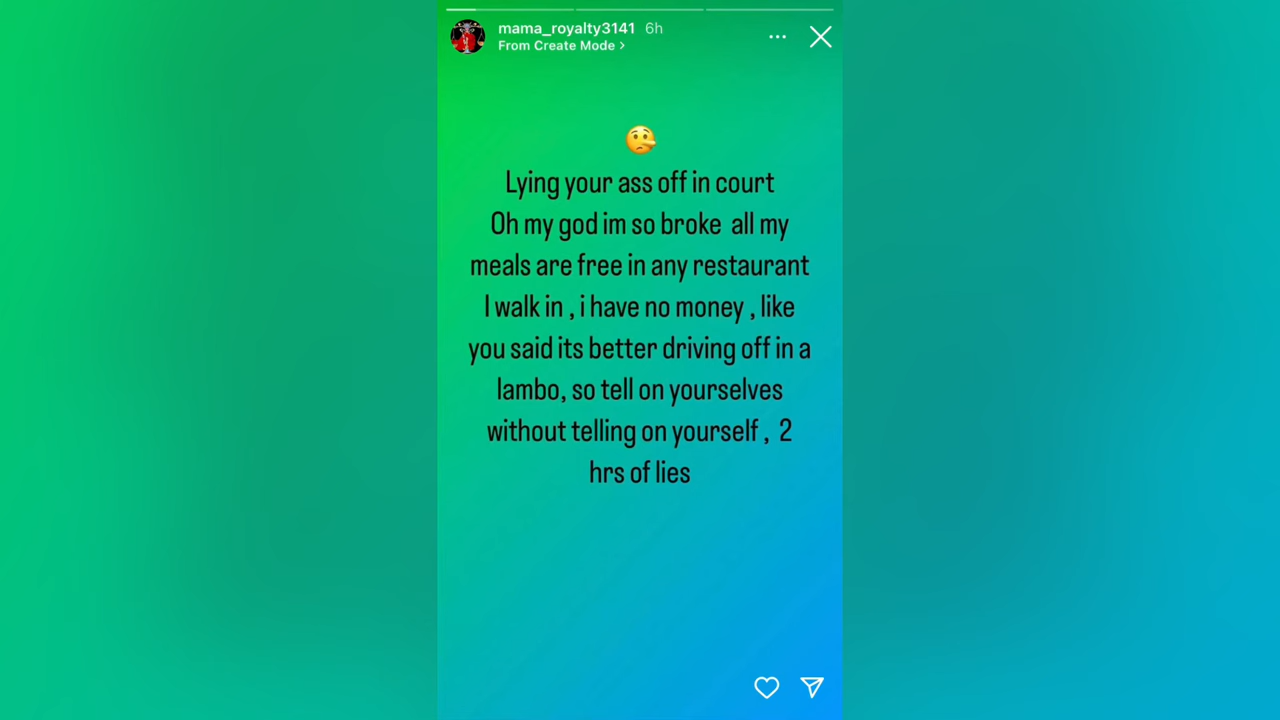 mama_royalty3141 6h
From Create Mode >
🤥
Lying your ass off in court
Oh my god im so broke all my
meals are free in any restaurant
I walk in , i have no money , like
you said its better driving off in a
lambo, so tell on yourselves
without telling on yourself , 2
hrs of lies